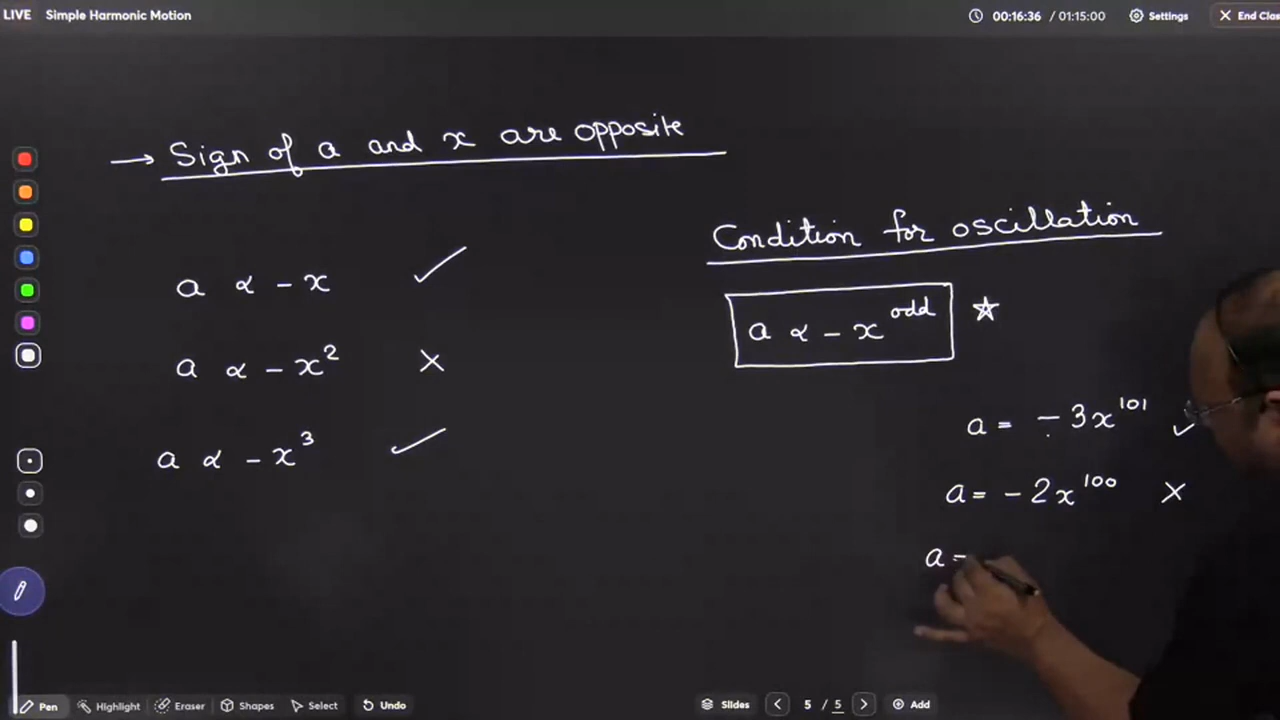 LIVE Simple Harmonic Motion 00:16:36 / 01:15:00 Settings End Clas
→ Sign of a and x are opposite
a ∝ - x ✓
a ∝ - x² ✗
a ∝ - x³ ✓
Condition for oscillation
a ∝ - x^odd ☆
a = - 3x^101 ✓
a = - 2x^100 ✗
a =
Pen Highlight Eraser Shapes Select Undo Slides 5 / 5 Add